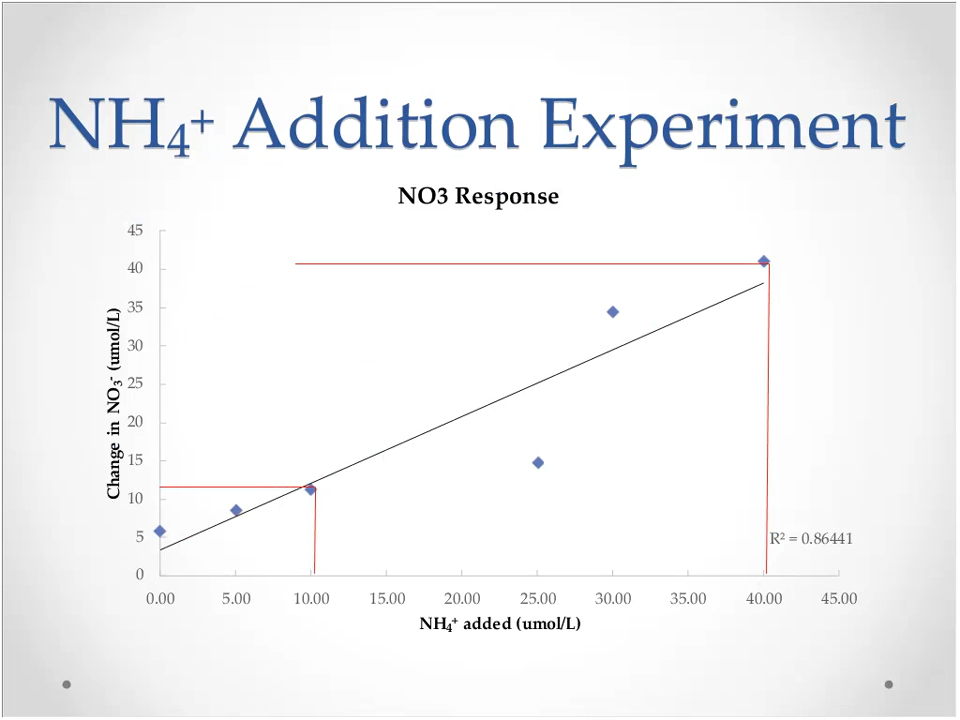 NH₄⁺ Addition Experiment
NO3 Response
Change in NO₃⁻ (umol/L)
45
40
35
30
25
20
15
10
5
0
R² = 0.86441
0.00 5.00 10.00 15.00 20.00 25.00 30.00 35.00 40.00 45.00
NH₄⁺ added (umol/L)